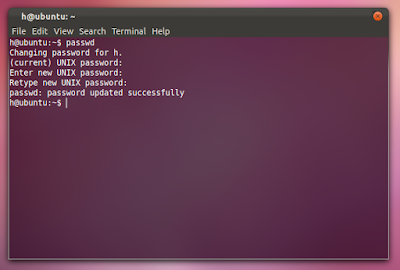 h@ubuntu: ~
File Edit View Search Terminal Help
h@ubuntu:~$ passwd
Changing password for h.
(current) UNIX password:
Enter new UNIX password:
Retype new UNIX password:
passwd: password updated successfully
h@ubuntu:~$